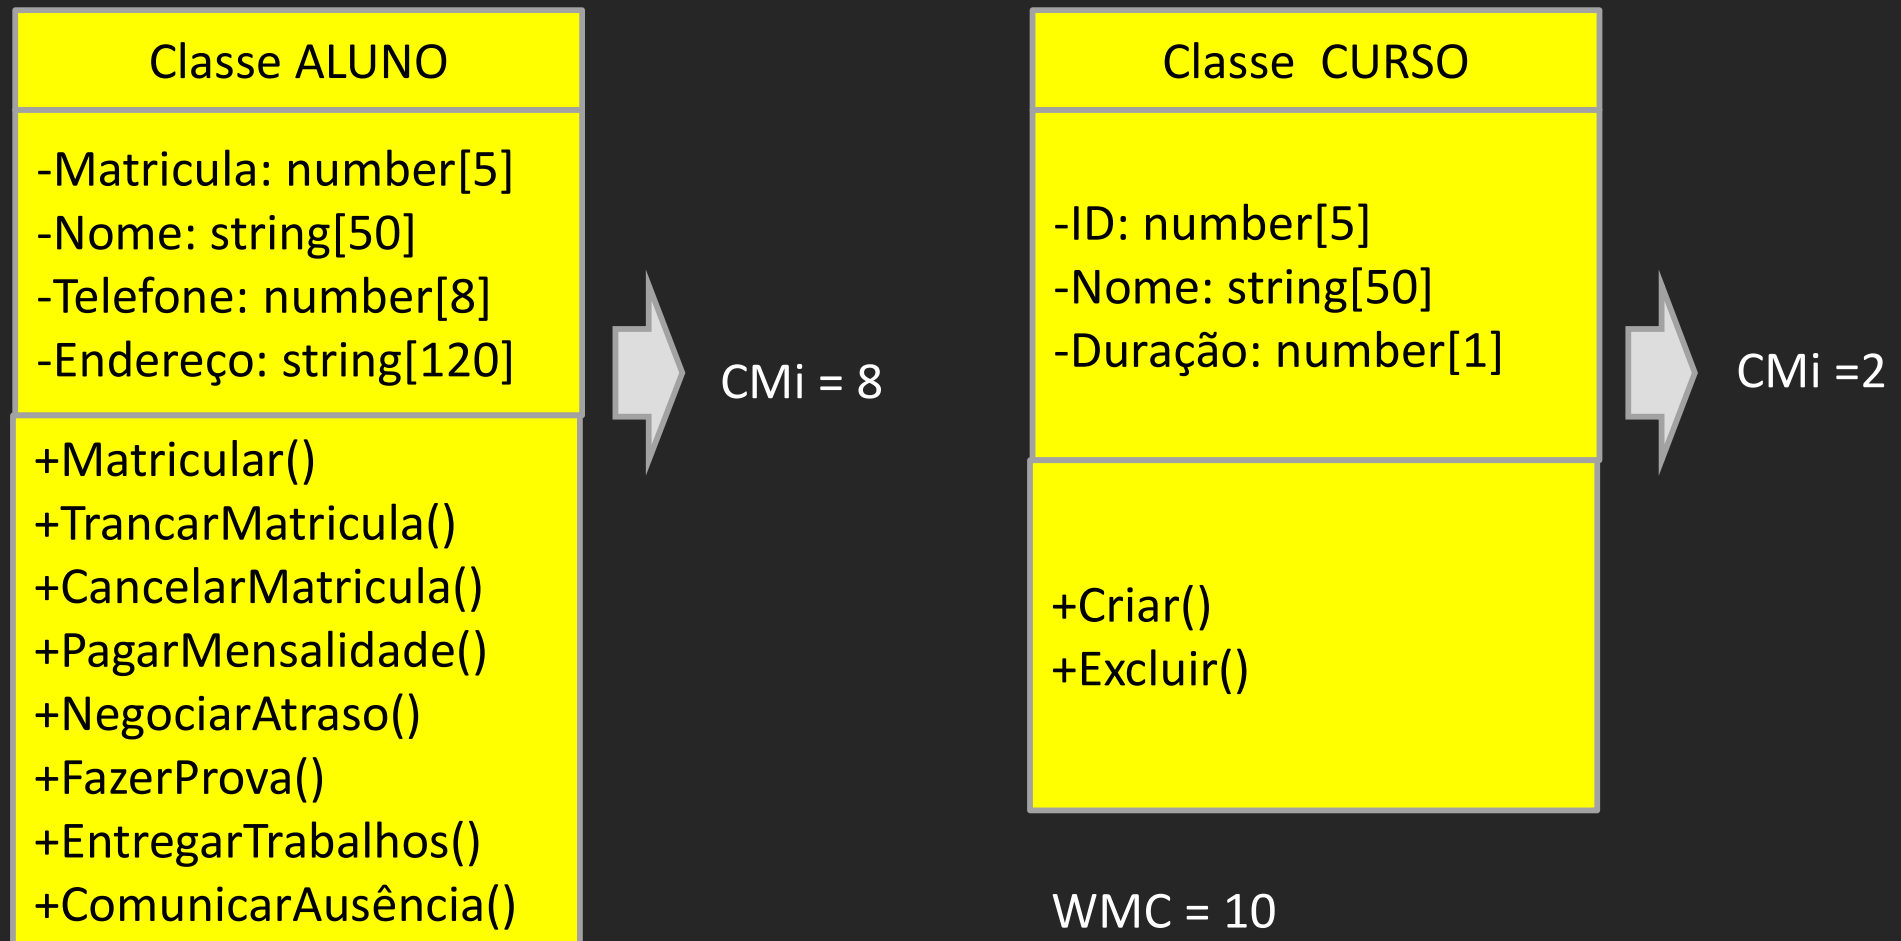 Classe ALUNO
-Matricula: number[5]
-Nome: string[50]
-Telefone: number[8]
-Endereço: string[120]
+Matricular()
+TrancarMatricula()
+CancelarMatricula()
+PagarMensalidade()
+NegociarAtraso()
+FazerProva()
+EntregarTrabalhos()
+ComunicarAusência()
CMi = 8
Classe CURSO
-ID: number[5]
-Nome: string[50]
-Duração: number[1]
+Criar()
+Excluir()
CMi =2
WMC = 10